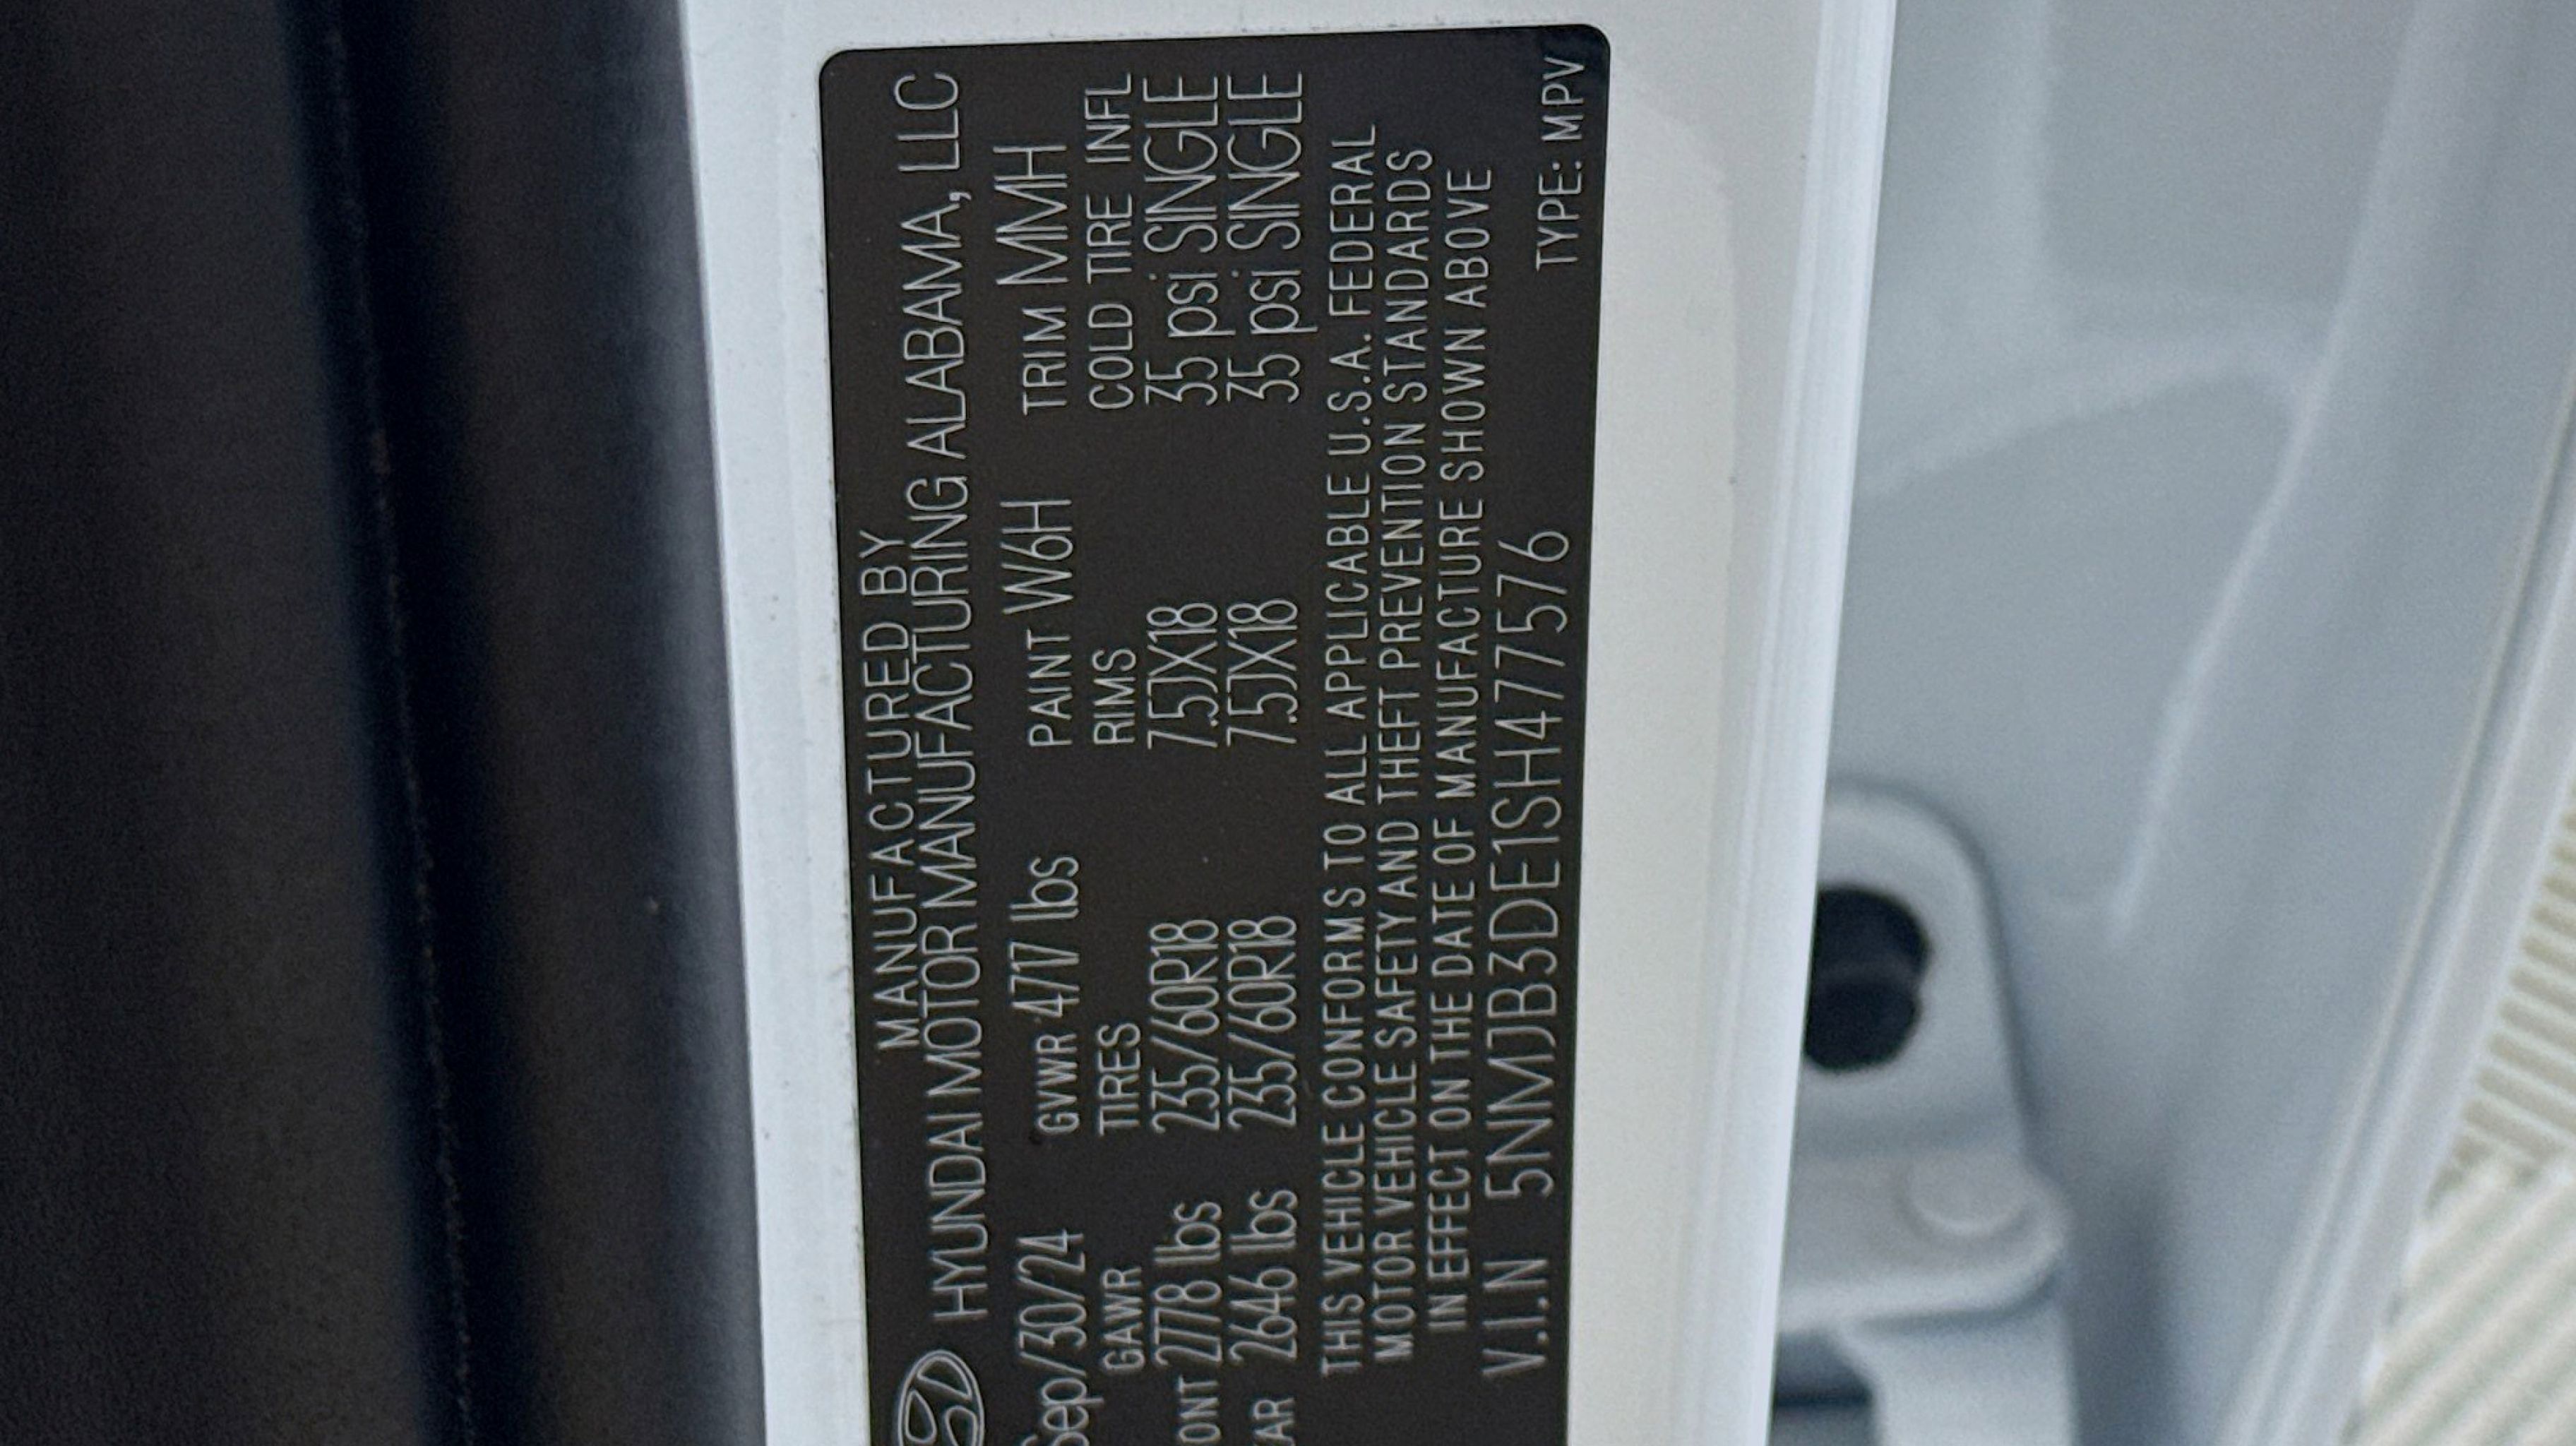 MANUFACTURED BY
HYUNDAI MOTOR MANUFACTURING ALABAMA, LLC
Sep/30/24 GVWR 4717 lbs PAINT W6H TRIM MMH
GAWR TIRES RIMS COLD TIRE INFL
ONT 2778 lbs 235/60R18 7.5JX18 35 psi SINGLE
AR 2646 lbs 235/60R18 7.5JX18 35 psi SINGLE
THIS VEHICLE CONFORMS TO ALL APPLICABLE U.S.A. FEDERAL
MOTOR VEHICLE SAFETY AND THEFT PREVENTION STANDARDS
IN EFFECT ON THE DATE OF MANUFACTURE SHOWN ABOVE
V.I.N 5NMJB3DE1SH477576 TYPE: MPV